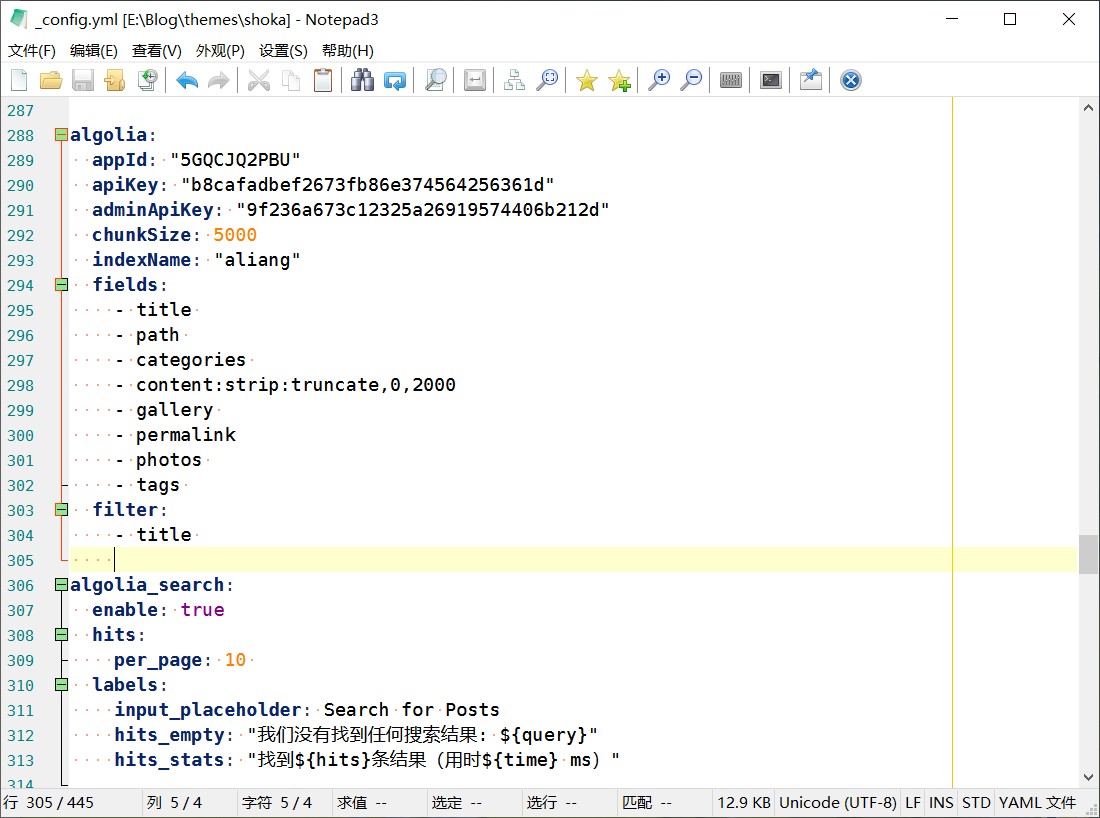 _config.yml [E:\Blog\themes\shoka] - Notepad3
文件(F) 编辑(E) 查看(V) 外观(P) 设置(S) 帮助(H)
287
288 algolia:
289 appId: "5GQCJQ2PBU"
290 apiKey: "b8cafadbef2673fb86e374564256361d"
291 adminApiKey: "9f236a673c12325a26919574406b212d"
292 chunkSize: 5000
293 indexName: "aliang"
294 fields:
295 - title
296 - path
297 - categories
298 - content:strip:truncate,0,2000
299 - gallery
300 - permalink
301 - photos
302 - tags
303 filter:
304 - title
305
306 algolia_search:
307 enable: true
308 hits:
309 per_page: 10
310 labels:
311 input_placeholder: Search for Posts
312 hits_empty: "我们没有找到任何搜索结果: ${query}"
313 hits_stats: "找到${hits}条结果（用时${time} ms）"
314
行 305 / 445 列 5 / 4 字符 5 / 4 求值 -- 选定 -- 选行 -- 匹配 -- 12.9 KB Unicode (UTF-8) LF INS STD YAML 文件